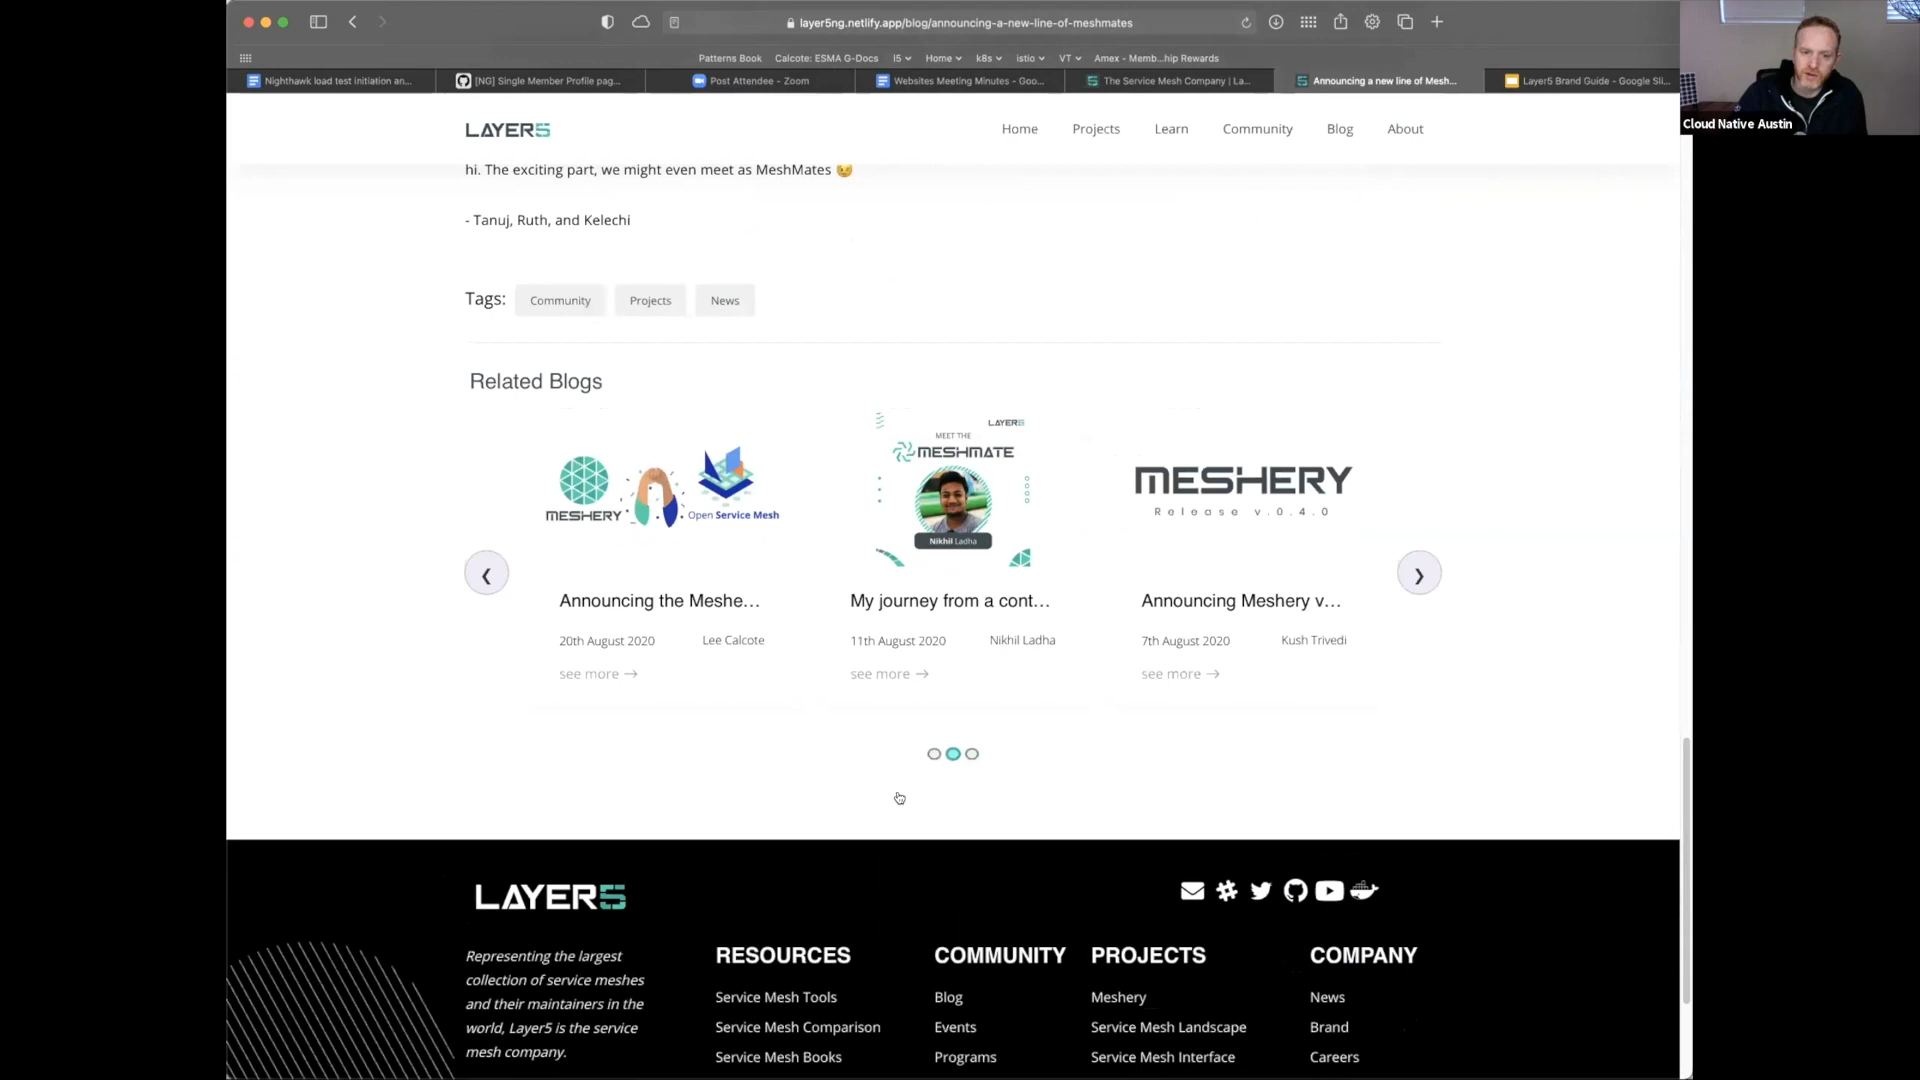 layer5ng.netlify.app/blog/announcing-a-new-line-of-meshmates
Patterns Book Calcote: ESMA G-Docs l5 Home k8s istio VT Amex - Memb...hip Rewards
Nighthawk load test initiation an... [NG] Single Member Profile pag... Post Attendee - Zoom Websites Meeting Minutes - Goo... The Service Mesh Company | La... Announcing a new line of Mesh... Layer5 Brand Guide - Google Sli...
Cloud Native Austin
LAYER5 Home Projects Learn Community Blog About
hi. The exciting part, we might even meet as MeshMates 😉
- Tanuj, Ruth, and Kelechi
Tags: Community Projects News
Related Blogs
MESHERY Open Service Mesh
LAYER5
MEET THE
MESHMATE
Nikhil Ladha
MESHERY
Release v.0.4.0
❮ ❯
Announcing the Meshe... My journey from a cont... Announcing Meshery v...
20th August 2020 Lee Calcote 11th August 2020 Nikhil Ladha 7th August 2020 Kush Trivedi
see more → see more → see more →
LAYER5
Representing the largest
collection of service meshes
and their maintainers in the
world, Layer5 is the service
mesh company.
RESOURCES
Service Mesh Tools
Service Mesh Comparison
Service Mesh Books
COMMUNITY
Blog
Events
Programs
PROJECTS
Meshery
Service Mesh Landscape
Service Mesh Interface
COMPANY
News
Brand
Careers